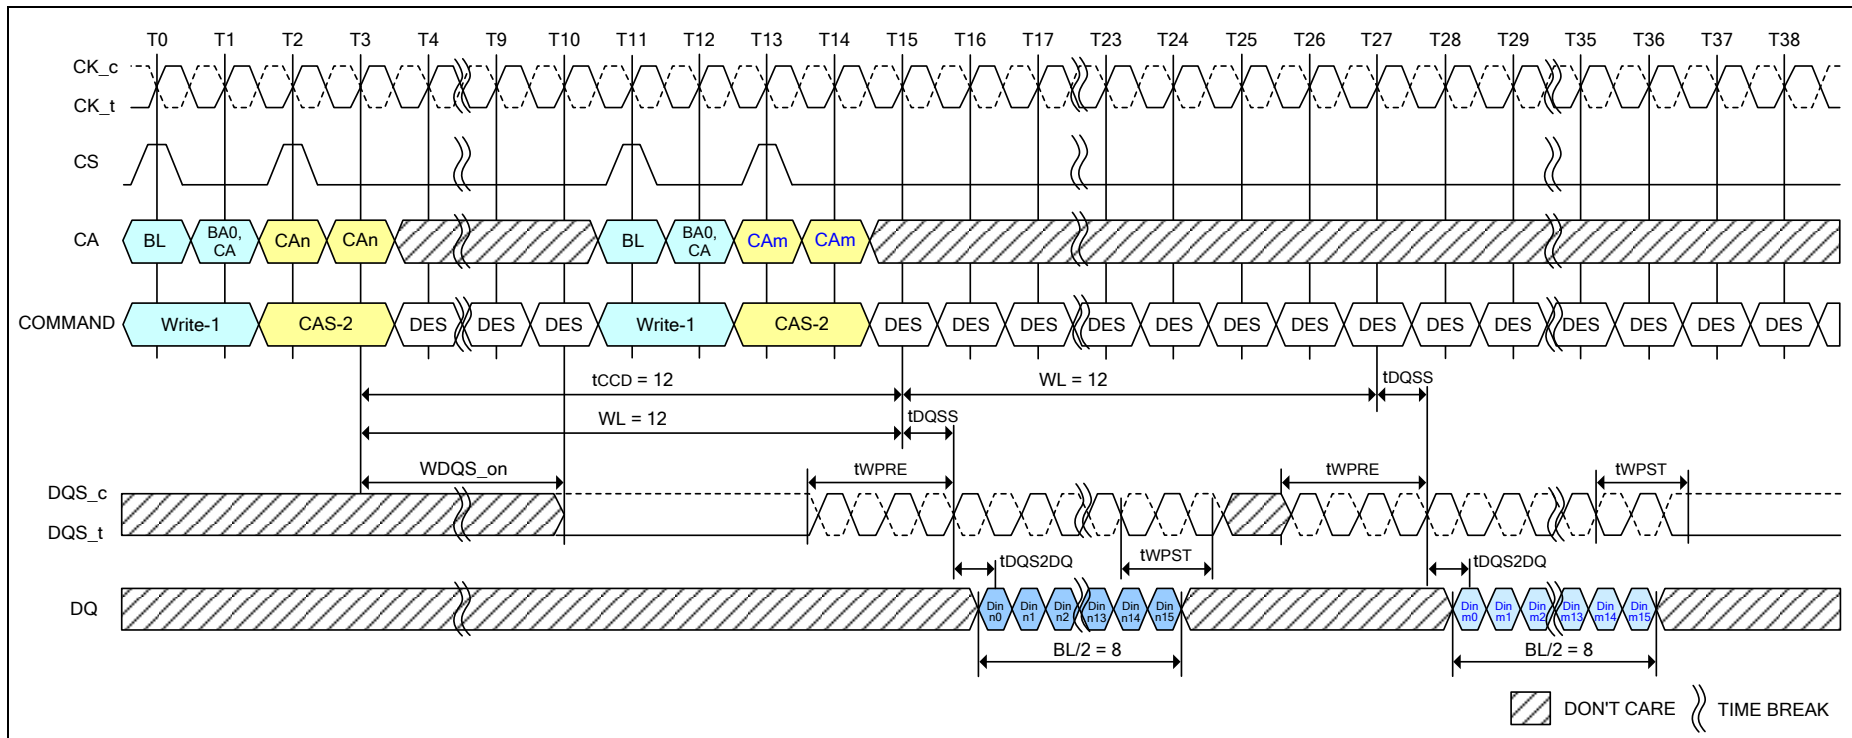 T0 T1 T2 T3 T4 T9 T10 T11 T12 T13 T14 T15 T16 T17 T23 T24 T25 T26 T27 T28 T29 T35 T36 T37 T38
CK_c
CK_t
CS
CA BL BA0, CA CAn CAn BL BA0, CA CAm CAm
COMMAND Write-1 CAS-2 DES DES DES Write-1 CAS-2 DES DES DES DES DES DES DES DES DES DES DES DES DES DES
tCCD = 12 WL = 12 tDQSS
WL = 12 tDQSS
WDQS_on tWPRE tWPRE tWPST
DQS_c
DQS_t
tDQS2DQ tWPST tDQS2DQ
DQ Din n0 Din n1 Din n2 Din n13 Din n14 Din n15 Din m0 Din m1 Din m2 Din m13 Din m14 Din m15
BL/2 = 8 BL/2 = 8
DON'T CARE TIME BREAK